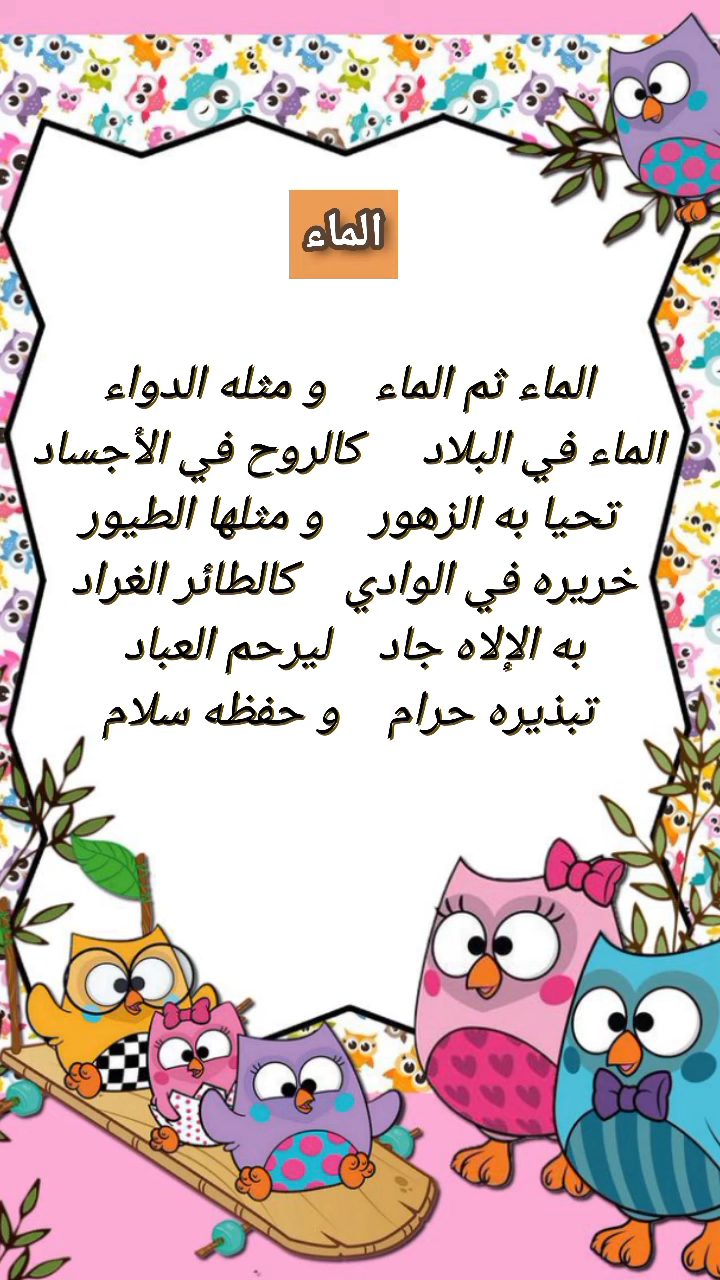 الماء
الماء ثم الماء و مثله الدواء
الماء في البلاد كالروح في الأجساد
تحيا به الزهور و مثلها الطيور
خريره في الوادي كالطائر الغراد
به الإلاه جاد ليرحم العباد
تبذيره حرام و حفظه سلام